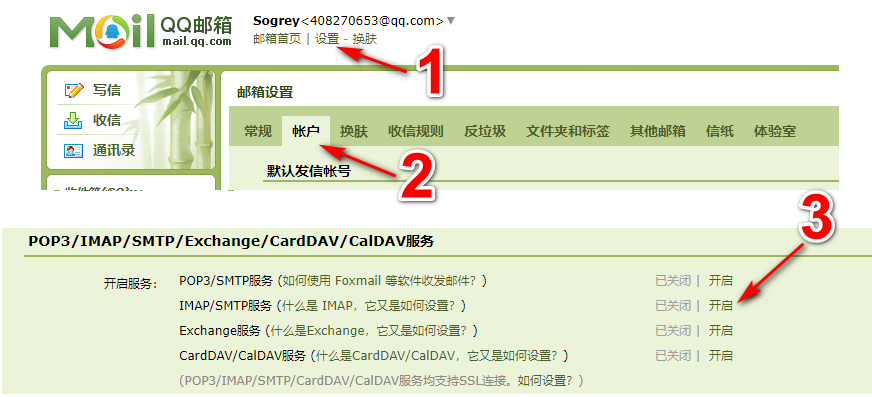 Mail QQ邮箱 mail.qq.com
Sogrey<408270653@qq.com>
邮箱首页 | 设置 - 换肤
1
写信
收信
通讯录
邮箱设置
常规 帐户 换肤 收信规则 反垃圾 文件夹和标签 其他邮箱 信纸 体验室
默认发信帐号
2
3
POP3/IMAP/SMTP/Exchange/CardDAV/CalDAV服务
开启服务： POP3/SMTP服务 (如何使用 Foxmail 等软件收发邮件？) 已关闭 | 开启
IMAP/SMTP服务 (什么是 IMAP，它又是如何设置？) 已关闭 | 开启
Exchange服务 (什么是Exchange，它又是如何设置？) 已关闭 | 开启
CardDAV/CalDAV服务 (什么是CardDAV/CalDAV，它又是如何设置？) 已关闭 | 开启
(POP3/IMAP/SMTP/CardDAV/CalDAV服务均支持SSL连接。如何设置？)